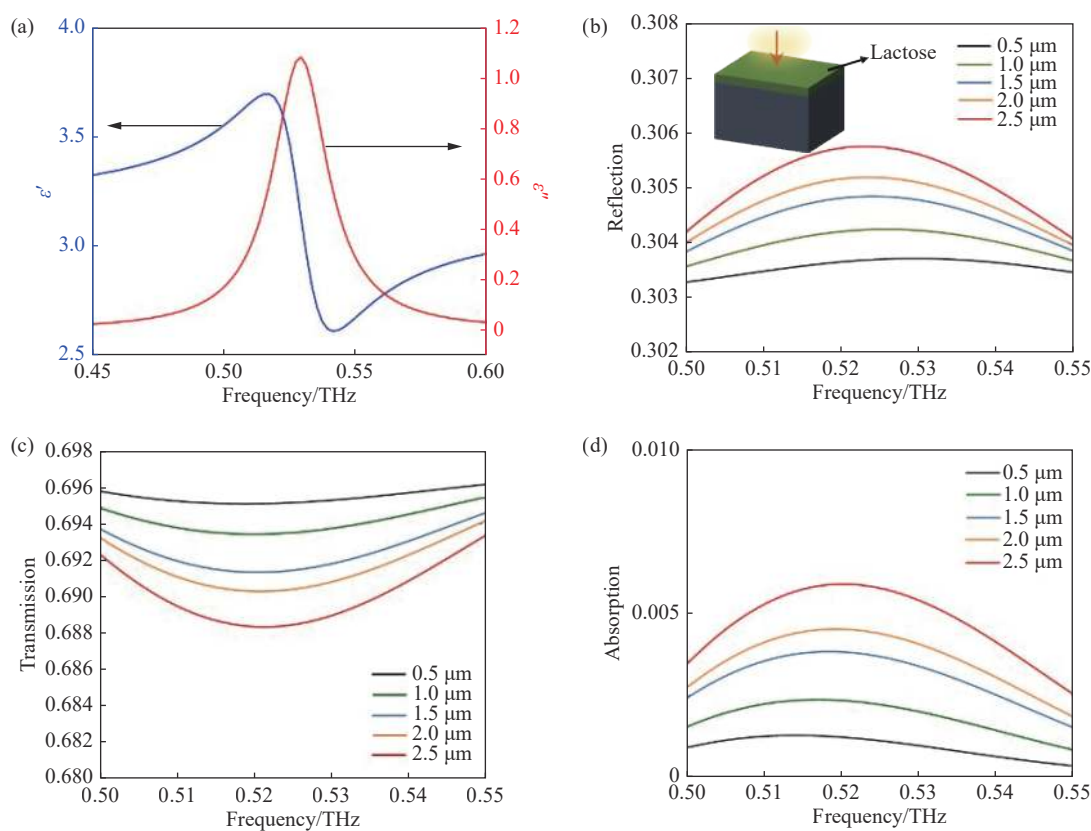 (a)
4.0
3.5
3.0
2.5
ε′
1.2
1.0
0.8
0.6
0.4
0.2
0
ε″
0.45 0.50 0.55 0.60
Frequency/THz
(b)
0.308
0.307
0.306
0.305
0.304
0.303
0.302
Reflection
Lactose
0.5 μm
1.0 μm
1.5 μm
2.0 μm
2.5 μm
0.50 0.51 0.52 0.53 0.54 0.55
Frequency/THz
(c)
0.698
0.696
0.694
0.692
0.690
0.688
0.686
0.684
0.682
0.680
Transmission
0.5 μm
1.0 μm
1.5 μm
2.0 μm
2.5 μm
0.50 0.51 0.52 0.53 0.54 0.55
Frequency/THz
(d)
0.010
0.005
0
Absorption
0.5 μm
1.0 μm
1.5 μm
2.0 μm
2.5 μm
0.50 0.51 0.52 0.53 0.54 0.55
Frequency/THz